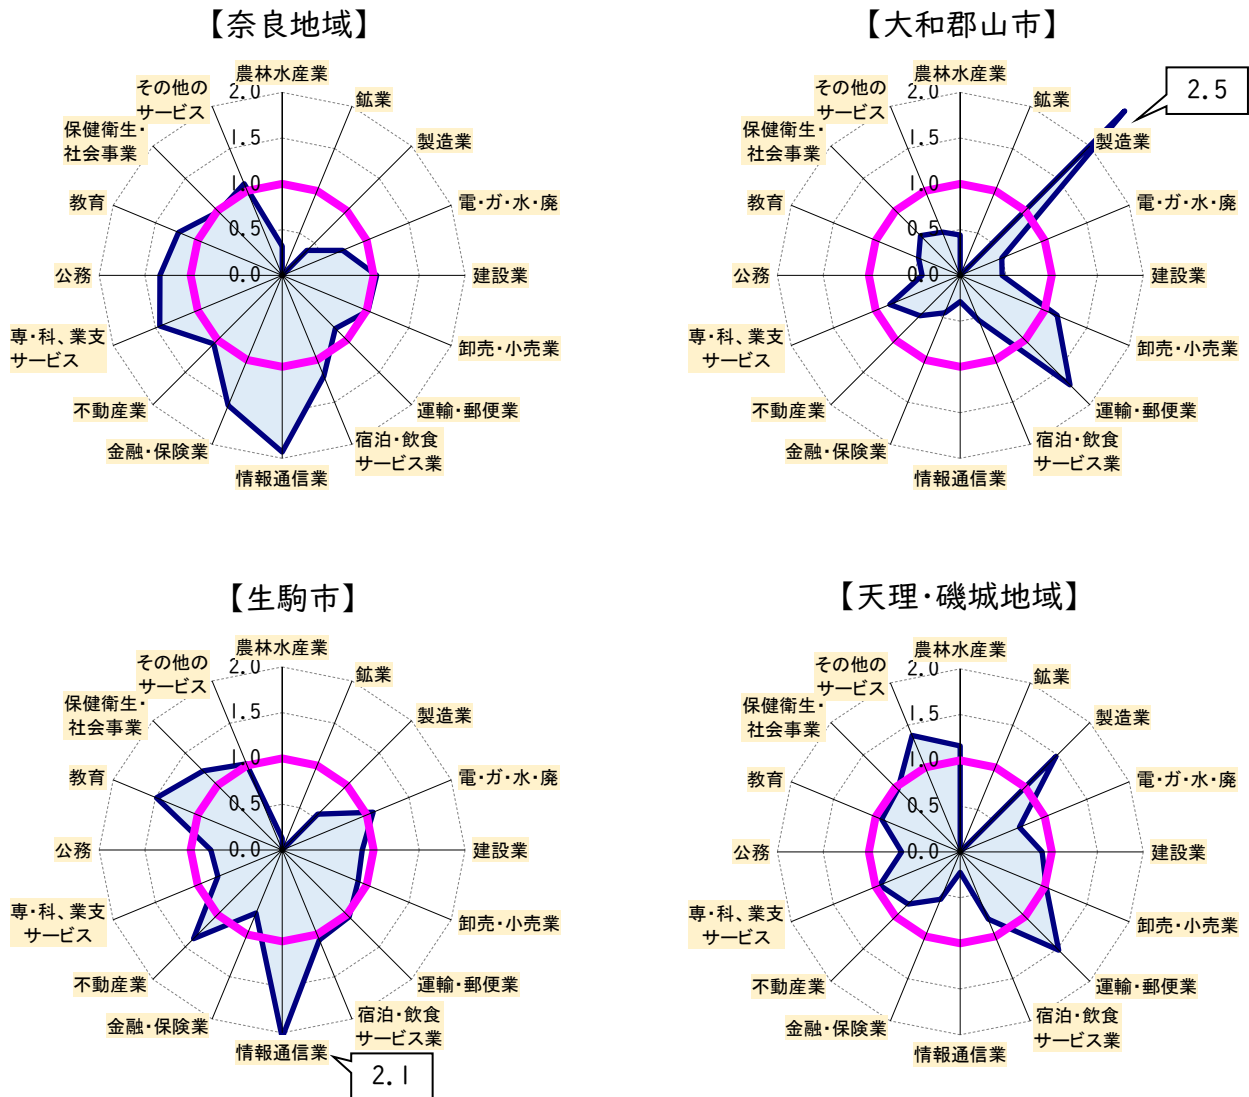 【奈良地域】
農林水産業
鉱業
製造業
電・ガ・水・廃
建設業
卸売・小売業
運輸・郵便業
宿泊・飲食
サービス業
情報通信業
金融・保険業
不動産業
専・科、業支
サービス
公務
教育
保健衛生・
社会事業
その他の
サービス
2.0
1.5
1.0
0.5
0.0
【大和郡山市】
農林水産業
鉱業
製造業
電・ガ・水・廃
建設業
卸売・小売業
運輸・郵便業
宿泊・飲食
サービス業
情報通信業
金融・保険業
不動産業
専・科、業支
サービス
公務
教育
保健衛生・
社会事業
その他の
サービス
2.0
1.5
1.0
0.5
0.0
2.5
【生駒市】
農林水産業
鉱業
製造業
電・ガ・水・廃
建設業
卸売・小売業
運輸・郵便業
宿泊・飲食
サービス業
情報通信業
金融・保険業
不動産業
専・科、業支
サービス
公務
教育
保健衛生・
社会事業
その他の
サービス
2.0
1.5
1.0
0.5
0.0
2.1
【天理・磯城地域】
農林水産業
鉱業
製造業
電・ガ・水・廃
建設業
卸売・小売業
運輸・郵便業
宿泊・飲食
サービス業
情報通信業
金融・保険業
不動産業
専・科、業支
サービス
公務
教育
保健衛生・
社会事業
その他の
サービス
2.0
1.5
1.0
0.5
0.0